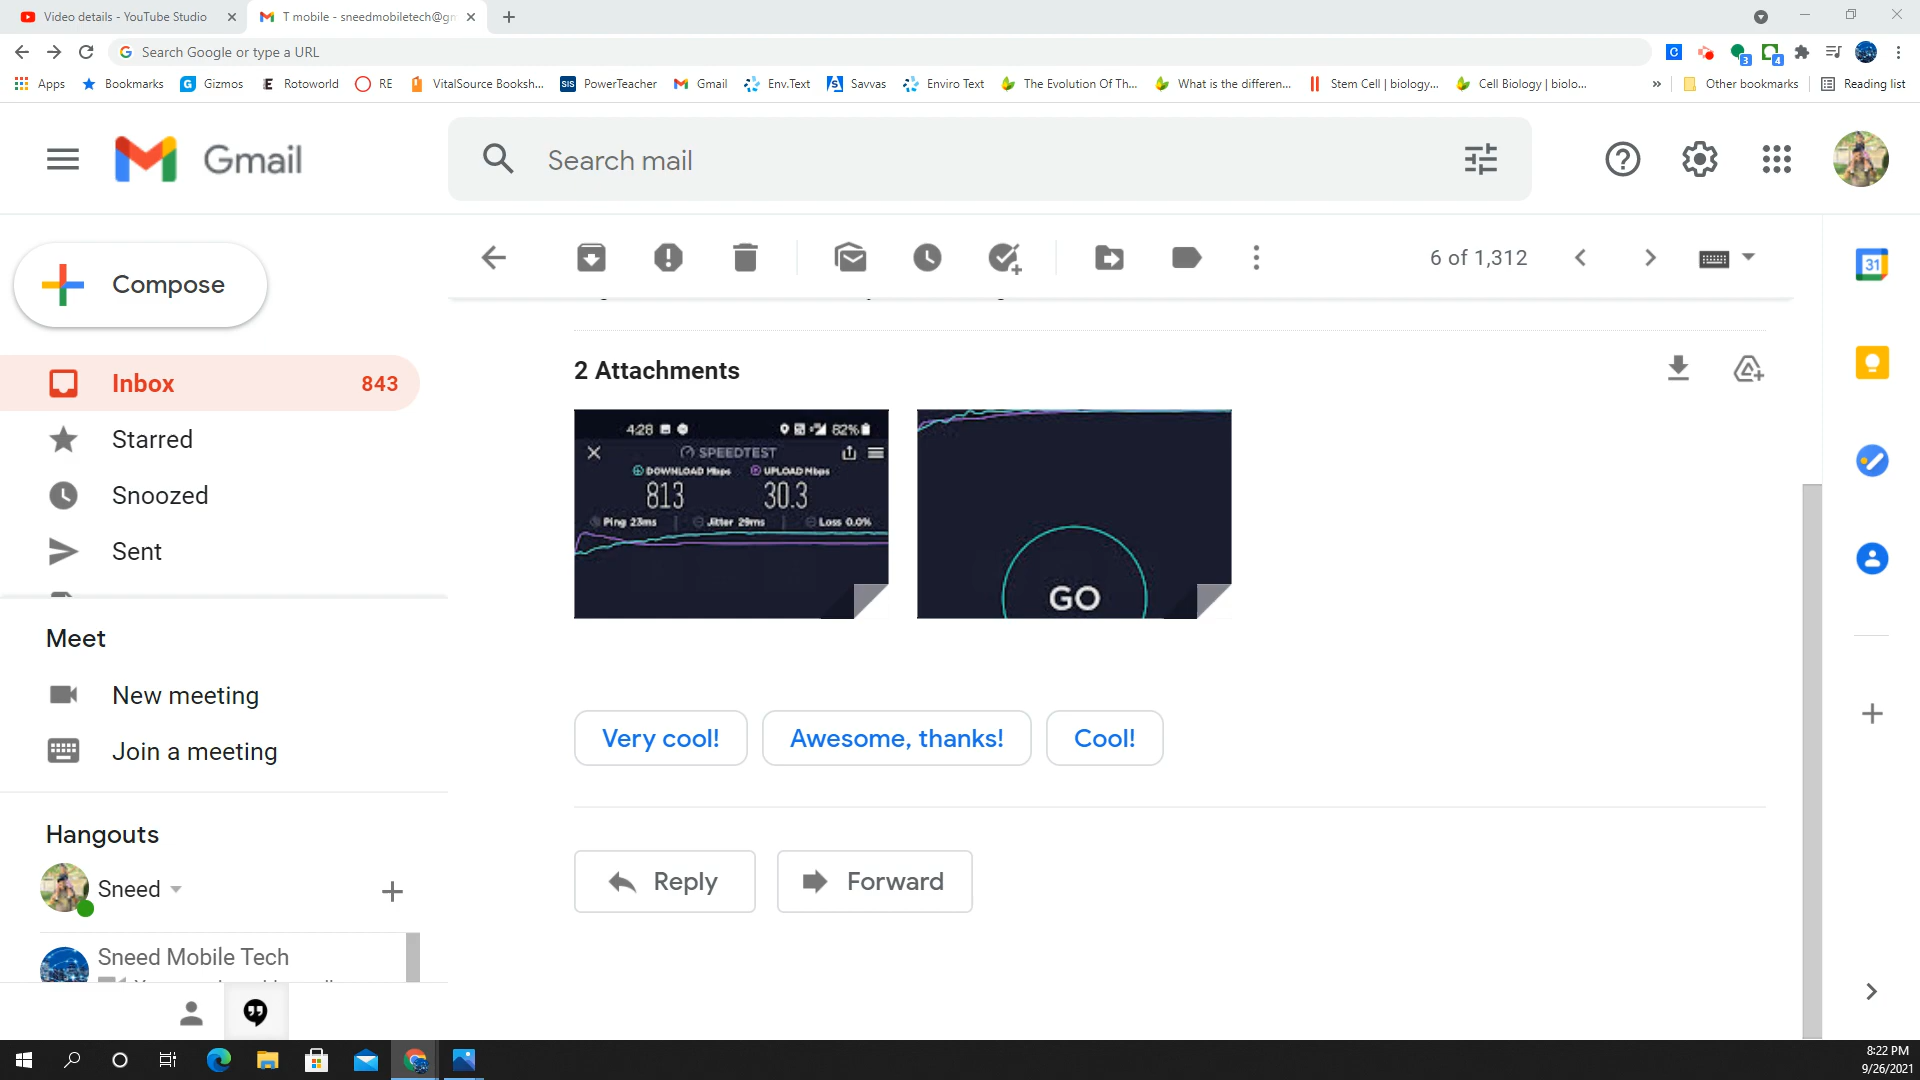 Video details - YouTube Studio
T mobile - sneedmobiletech@gm
Search Google or type a URL
3
4
Apps
Bookmarks
Gizmos
Rotoworld
RE
VitalSource Booksh...
SIS
PowerTeacher
Gmail
Env.Text
Savvas
Enviro Text
The Evolution Of Th...
What is the differen...
Stem Cell | biology...
Cell Biology | biolo...
»
Other bookmarks
Reading list
Gmail
Search mail
Compose
6 of 1,312
31
Inbox 843
Starred
Snoozed
Sent
2 Attachments
4:28 82%
SPEEDTEST
DOWNLOAD Mbps UPLOAD Mbps
813 30.3
Ping 23ms Jitter 29ms Loss 0.0%
GO
Meet
New meeting
Join a meeting
Very cool!
Awesome, thanks!
Cool!
Hangouts
Sneed
Reply
Forward
Sneed Mobile Tech
8:22 PM
9/26/2021